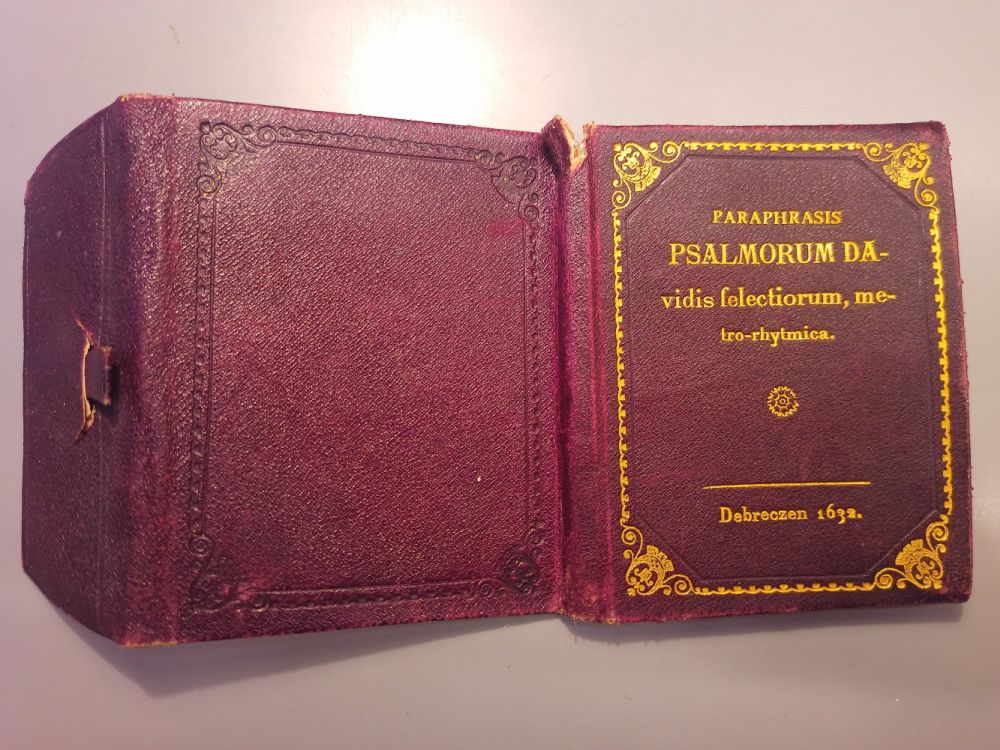 PARAPHRASIS
PSALMORUM DA-
vidis ſelectiorum, me-
tro-rhytmica.
Debreczen 1632.